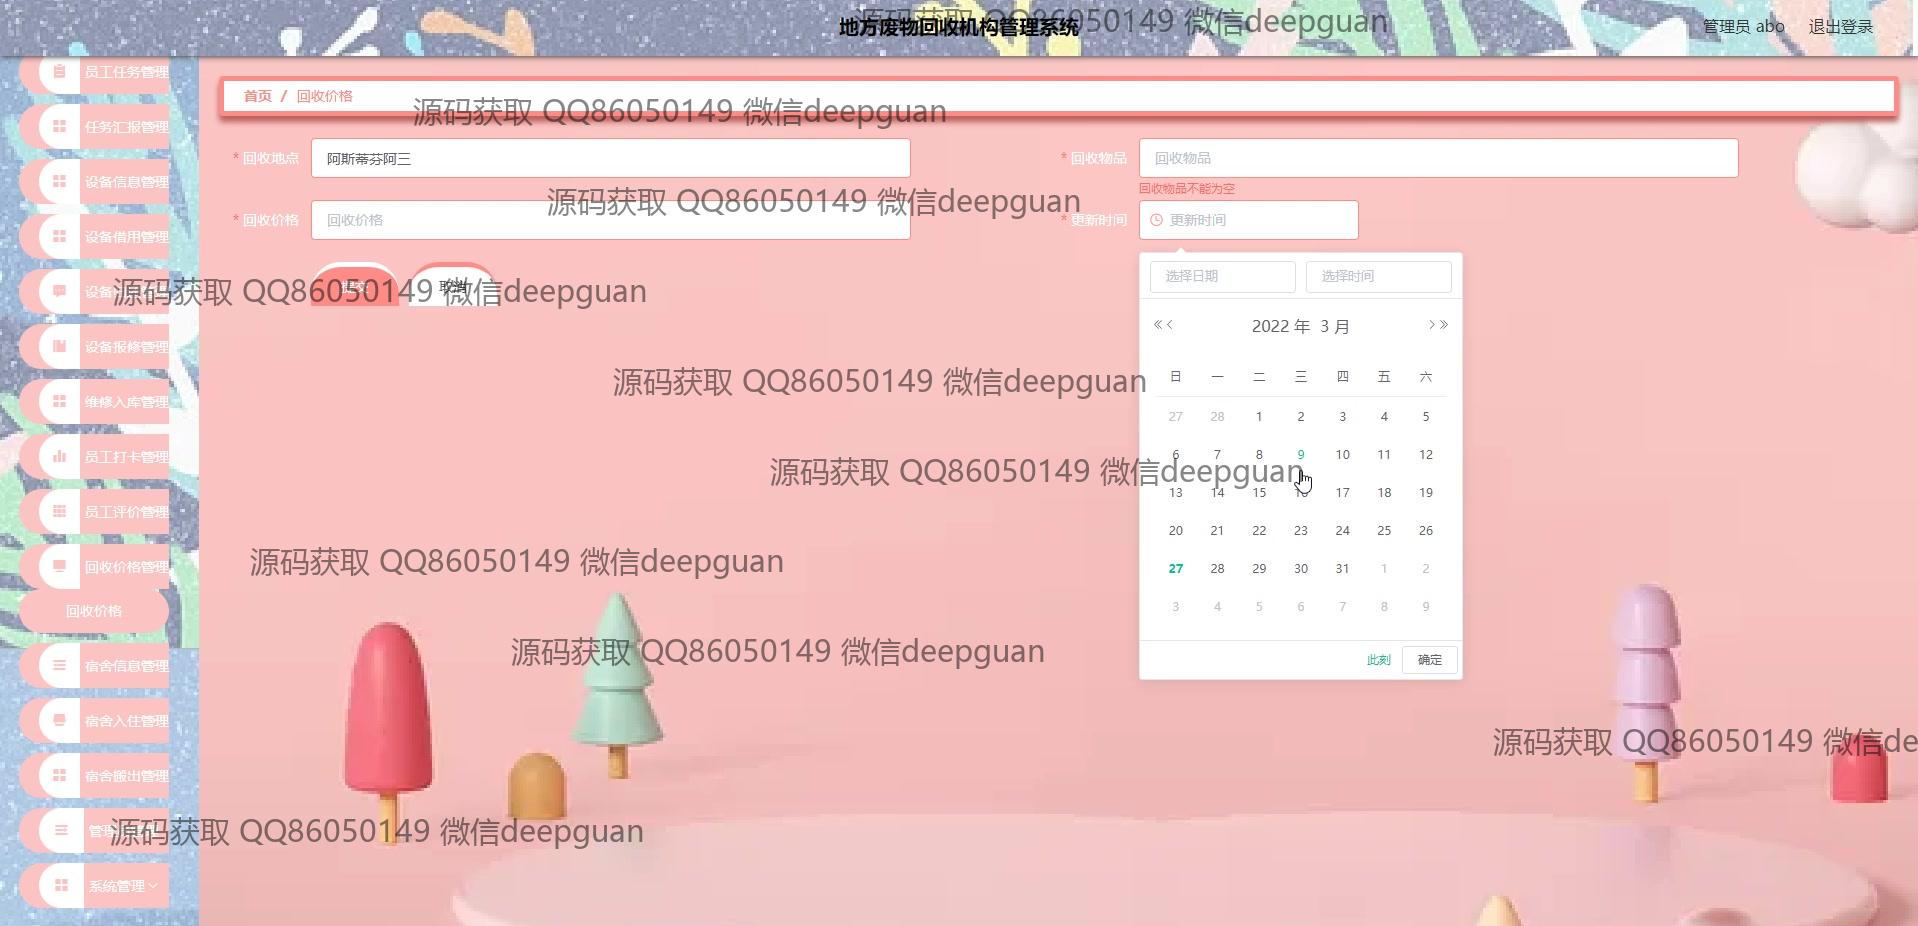 地方废物回收机构管理系统
源码获取 QQ86050149 微信deepguan
管理员 abo
退出登录
员工任务管理
任务汇报管理
设备信息管理
设备借用管理
设备
设备报修管理
维修入库管理
员工打卡管理
员工评价管理
回收价格管理
回收价格
宿舍信息管理
宿舍入住管理
宿舍搬出管理
管理
系统管理
首页 / 回收价格
源码获取 QQ86050149 微信deepguan
* 回收地点 阿斯蒂芬阿三
* 回收物品 回收物品
回收物品不能为空
源码获取 QQ86050149 微信deepguan
* 回收价格 回收价格
* 更新时间 更新时间
提交 取消
源码获取 QQ86050149 微信deepguan
选择日期 选择时间
2022 年 3 月
源码获取 QQ86050149 微信deepguan
日 一 二 三 四 五 六
27 28 1 2 3 4 5
6 7 8 9 10 11 12
源码获取 QQ86050149 微信deepguan
13 14 15 16 17 18 19
20 21 22 23 24 25 26
源码获取 QQ86050149 微信deepguan
27 28 29 30 31 1 2
3 4 5 6 7 8 9
源码获取 QQ86050149 微信deepguan
此刻 确定
源码获取 QQ86050149 微信de
源码获取 QQ86050149 微信deepguan